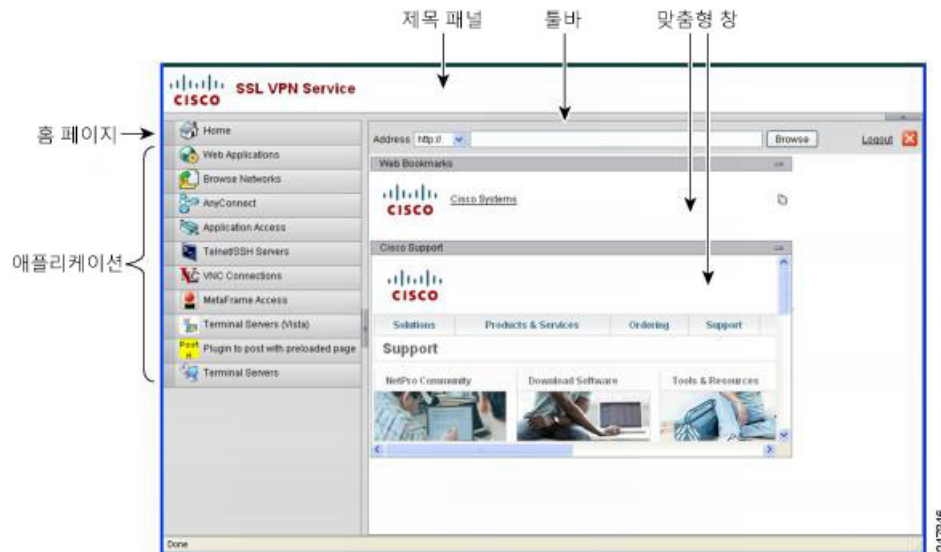 제목 패널
툴바
맞춤형 창
CISCO
SSL VPN Service
홈 페이지
애플리케이션
Home
Web Applications
Browse Networks
AnyConnect
Application Access
Telnet/SSH Servers
VNC Connections
MetaFrame Access
Terminal Servers (Vista)
Post it
Plugin to post with preloaded page
Terminal Servers
Address http:// Browse Logout
Web Bookmarks
CISCO
Cisco Systems
Cisco Support
CISCO
Solutions Products & Services Ordering Support
Support
NetPro Community Download Software Tools & Resources
Done